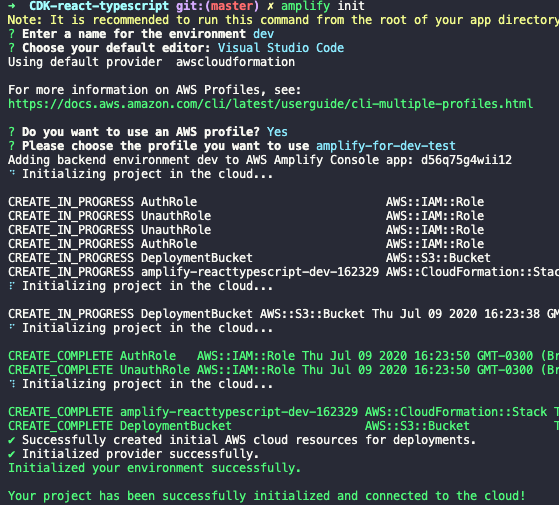 ➜ CDK-react-typescript git:(master) ✗ amplify init
Note: It is recommended to run this command from the root of your app directory
? Enter a name for the environment dev
? Choose your default editor: Visual Studio Code
Using default provider awscloudformation
For more information on AWS Profiles, see:
https://docs.aws.amazon.com/cli/latest/userguide/cli-multiple-profiles.html
? Do you want to use an AWS profile? Yes
? Please choose the profile you want to use amplify-for-dev-test
Adding backend environment dev to AWS Amplify Console app: d56q75g4wii12
Initializing project in the cloud...
CREATE_IN_PROGRESS AuthRole AWS::IAM::Role
CREATE_IN_PROGRESS UnauthRole AWS::IAM::Role
CREATE_IN_PROGRESS UnauthRole AWS::IAM::Role
CREATE_IN_PROGRESS AuthRole AWS::IAM::Role
CREATE_IN_PROGRESS DeploymentBucket AWS::S3::Bucket
CREATE_IN_PROGRESS amplify-reacttypescript-dev-162329 AWS::CloudFormation::Stack
Initializing project in the cloud...
CREATE_IN_PROGRESS DeploymentBucket AWS::S3::Bucket Thu Jul 09 2020 16:23:38 GM
Initializing project in the cloud...
CREATE_COMPLETE AuthRole AWS::IAM::Role Thu Jul 09 2020 16:23:50 GMT-0300 (Br
CREATE_COMPLETE UnauthRole AWS::IAM::Role Thu Jul 09 2020 16:23:50 GMT-0300 (Br
Initializing project in the cloud...
CREATE_COMPLETE amplify-reacttypescript-dev-162329 AWS::CloudFormation::Stack T
CREATE_COMPLETE DeploymentBucket AWS::S3::Bucket T
✔ Successfully created initial AWS cloud resources for deployments.
✔ Initialized provider successfully.
Initialized your environment successfully.
Your project has been successfully initialized and connected to the cloud!